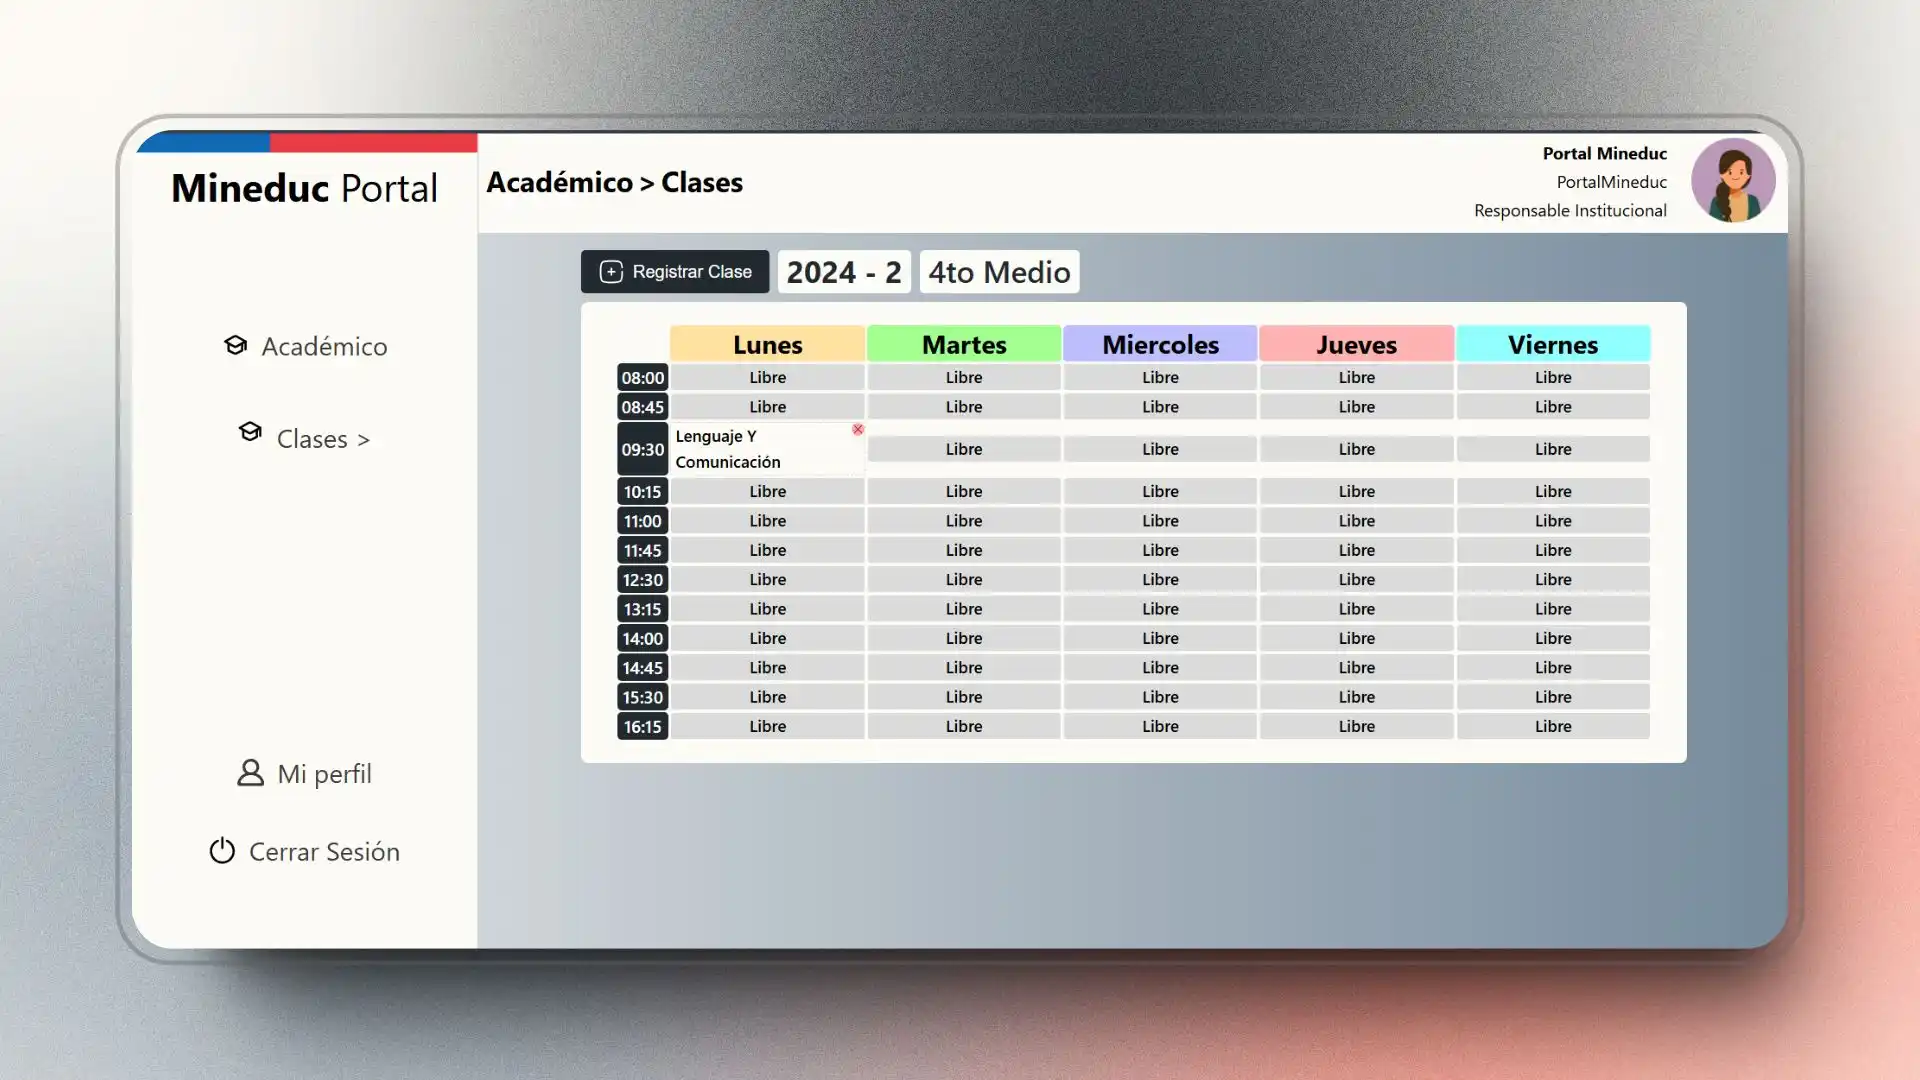 Mineduc Portal
Académico > Clases
Portal Mineduc
PortalMineduc
Responsable Institucional
Académico
Clases >
Mi perfil
Cerrar Sesión
Registrar Clase 2024 - 2 4to Medio
Lunes Martes Miercoles Jueves Viernes
08:00 Libre Libre Libre Libre Libre
08:45 Libre Libre Libre Libre Libre
09:30 Lenguaje Y
Comunicación Libre Libre Libre Libre
10:15 Libre Libre Libre Libre Libre
11:00 Libre Libre Libre Libre Libre
11:45 Libre Libre Libre Libre Libre
12:30 Libre Libre Libre Libre Libre
13:15 Libre Libre Libre Libre Libre
14:00 Libre Libre Libre Libre Libre
14:45 Libre Libre Libre Libre Libre
15:30 Libre Libre Libre Libre Libre
16:15 Libre Libre Libre Libre Libre